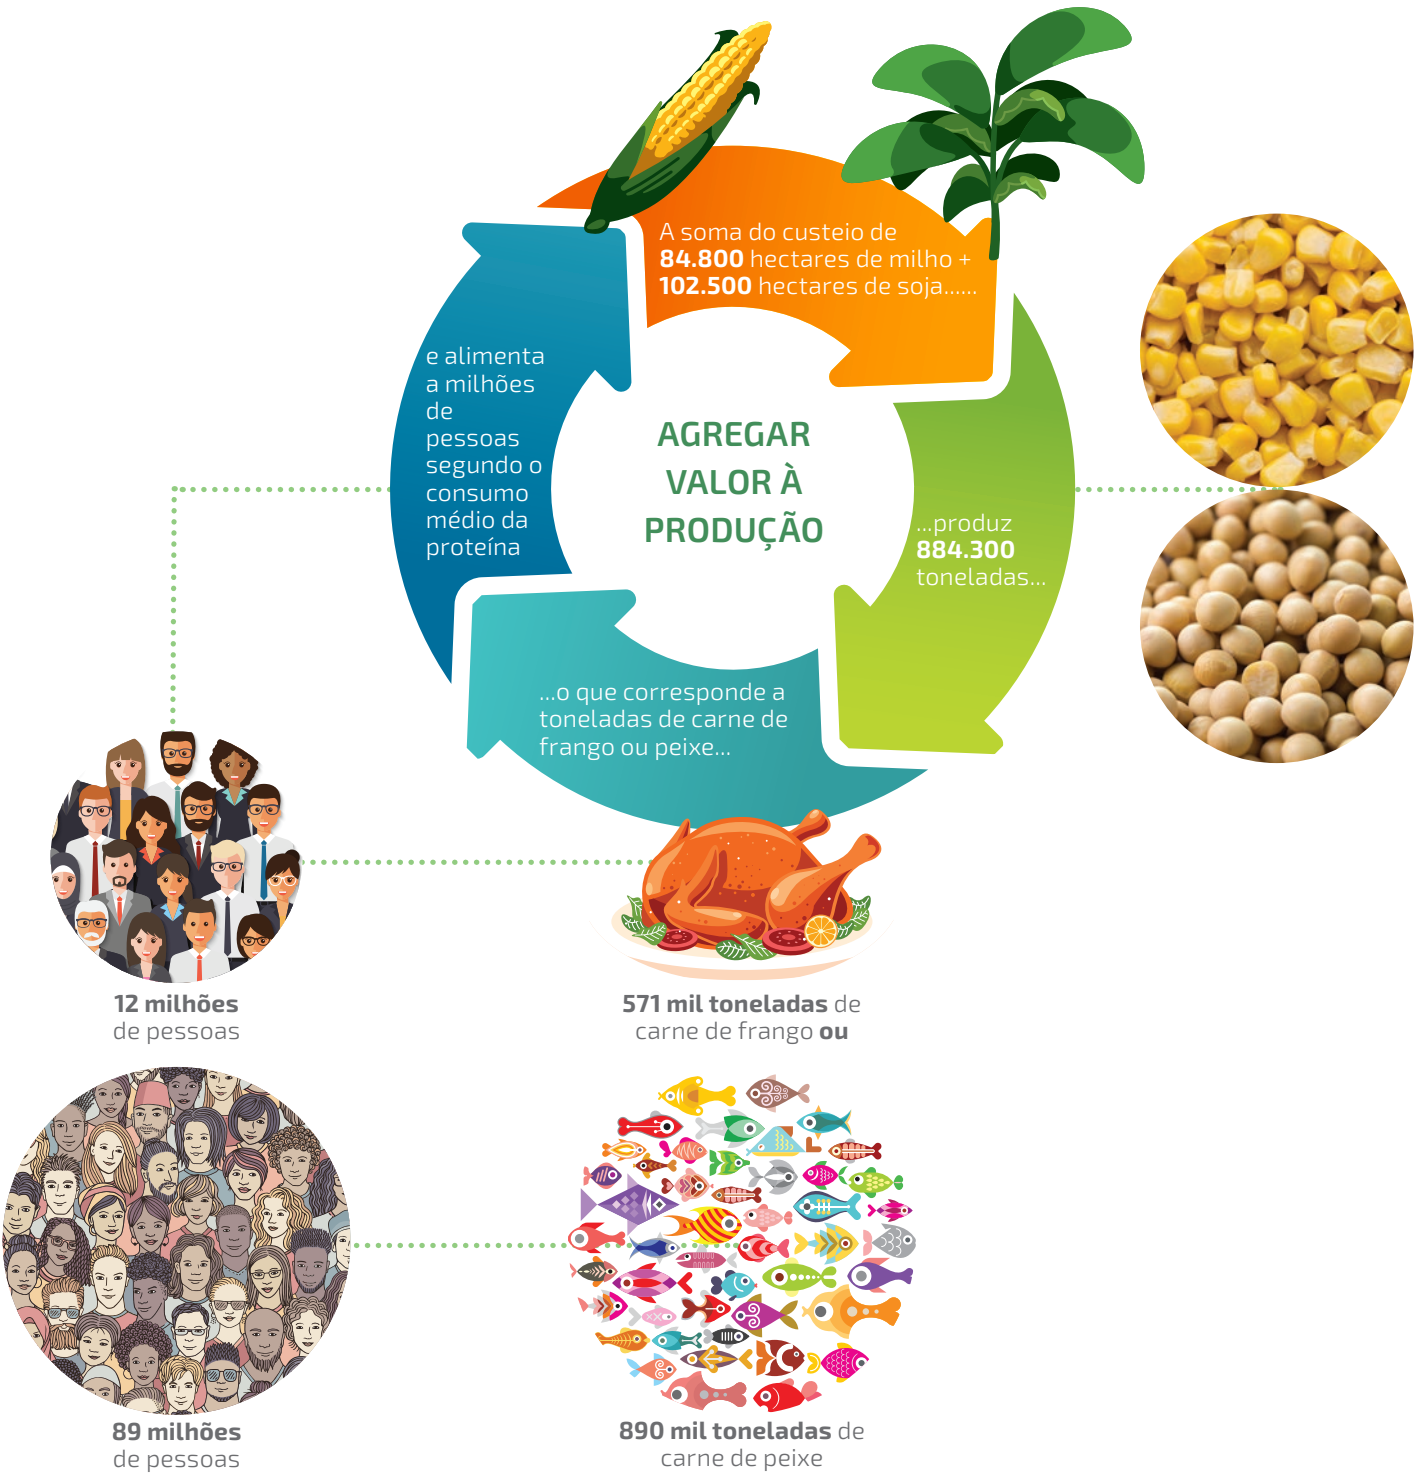 A soma do custeio de
84.800 hectares de milho +
102.500 hectares de soja......
e alimenta
a milhões
de
pessoas
segundo o
consumo
médio da
proteína
AGREGAR
VALOR À
PRODUÇÃO
...produz
884.300
toneladas...
...o que corresponde a
toneladas de carne de
frango ou peixe...
12 milhões
de pessoas
571 mil toneladas de
carne de frango ou
89 milhões
de pessoas
890 mil toneladas de
carne de peixe